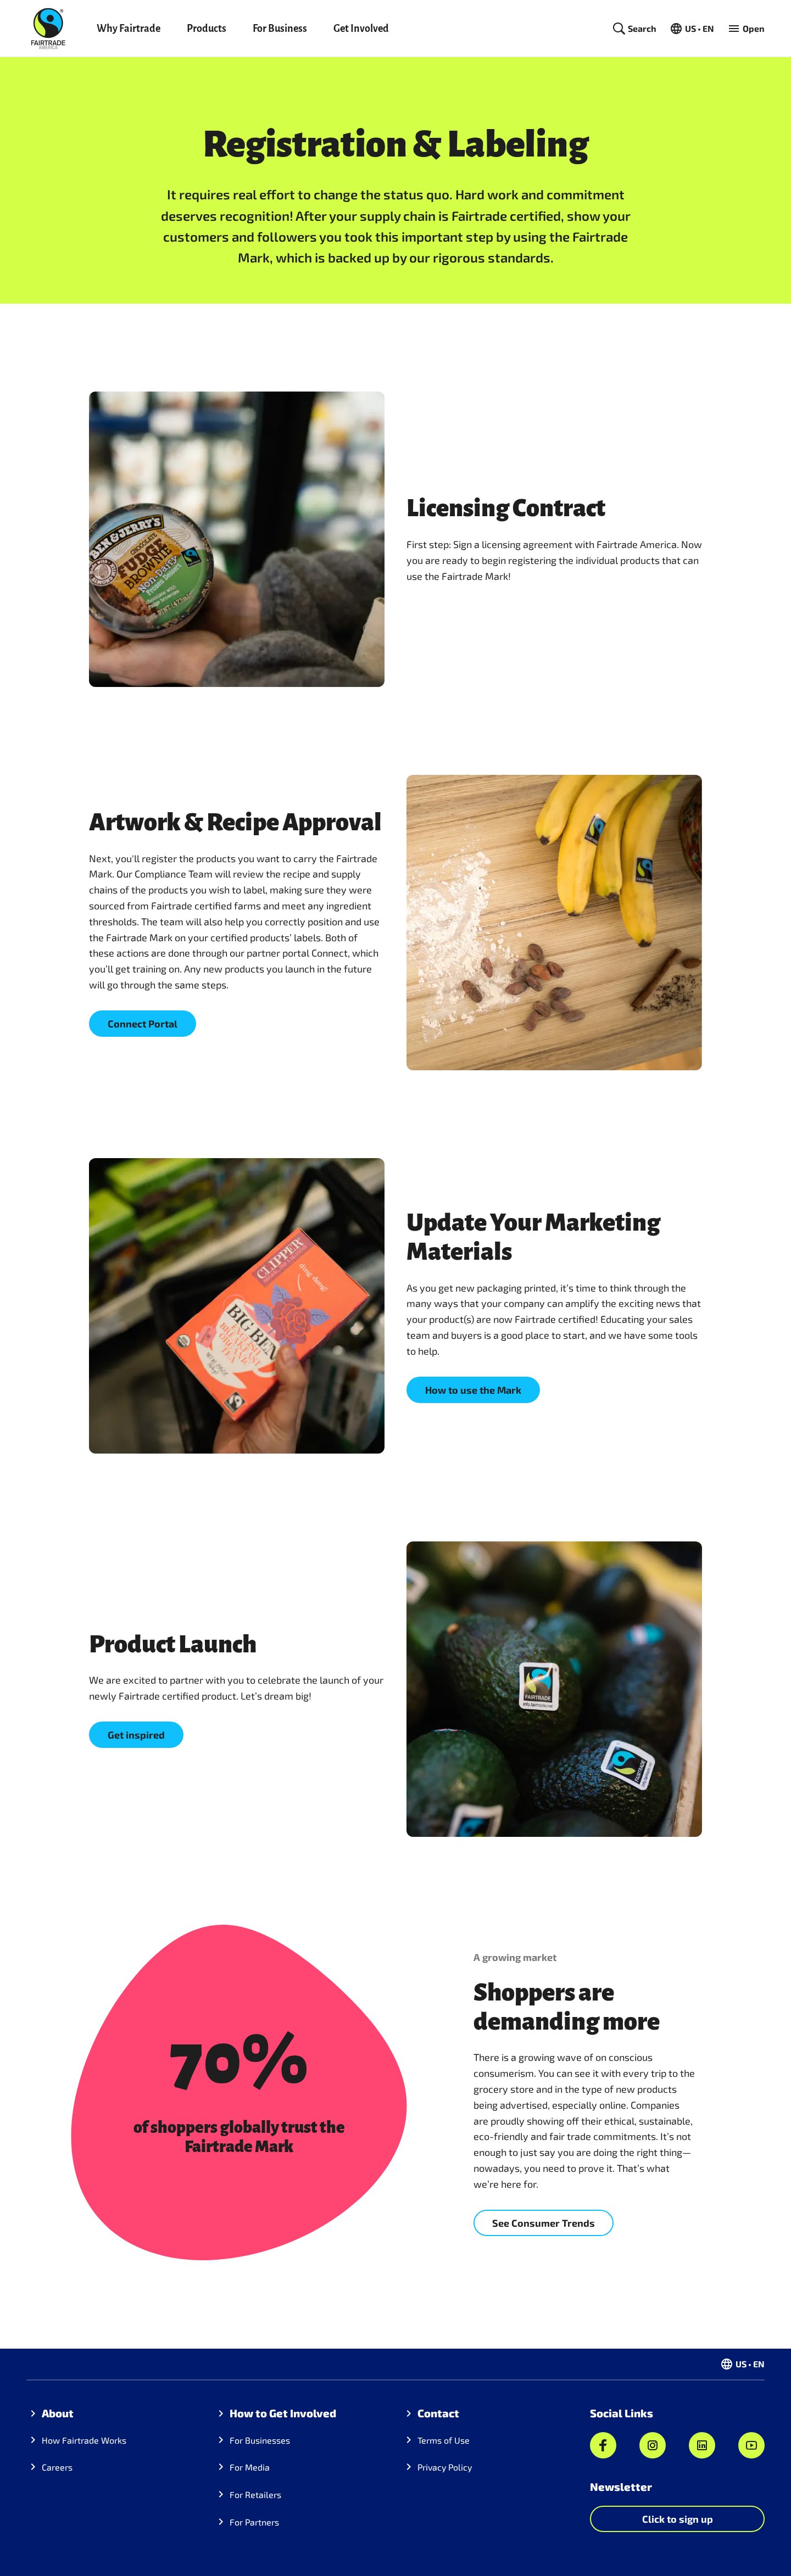 FAIRTRADE
AMERICA
Why Fairtrade
Products
For Business
Get Involved
Search
US • EN
Open
Registration & Labeling
It requires real effort to change the status quo. Hard work and commitment
deserves recognition! After your supply chain is Fairtrade certified, show your
customers and followers you took this important step by using the Fairtrade
Mark, which is backed up by our rigorous standards.
BEN & JERRY'S
CHOCOLATE
FUDGE
BROWNIE
Non-Dairy
Frozen Dessert
Licensing Contract
First step: Sign a licensing agreement with Fairtrade America. Now
you are ready to begin registering the individual products that can
use the Fairtrade Mark!
Artwork & Recipe Approval
Next, you’ll register the products you want to carry the Fairtrade
Mark. Our Compliance Team will review the recipe and supply
chains of the products you wish to label, making sure they were
sourced from Fairtrade certified farms and meet any ingredient
thresholds. The team will also help you correctly position and use
the Fairtrade Mark on your certified products’ labels. Both of
these actions are done through our partner portal Connect, which
you’ll get training on. Any new products you launch in the future
will go through the same steps.
Connect Portal
CLIPPER
ding dong!
BIG BEN
Update Your Marketing
Materials
As you get new packaging printed, it’s time to think through the
many ways that your company can amplify the exciting news that
your product(s) are now Fairtrade certified! Educating your sales
team and buyers is a good place to start, and we have some tools
to help.
How to use the Mark
Product Launch
We are excited to partner with you to celebrate the launch of your
newly Fairtrade certified product. Let’s dream big!
Get inspired
FAIRTRADE
FAIRTRADE
70%
of shoppers globally trust the
Fairtrade Mark
A growing market
Shoppers are
demanding more
There is a growing wave of on conscious
consumerism. You can see it with every trip to the
grocery store and in the type of new products
being advertised, especially online. Companies
are proudly showing off their ethical, sustainable,
eco-friendly and fair trade commitments. It’s not
enough to just say you are doing the right thing—
nowadays, you need to prove it. That’s what
we’re here for.
See Consumer Trends
US • EN
About
How Fairtrade Works
Careers
How to Get Involved
For Businesses
For Media
For Retailers
For Partners
Contact
Terms of Use
Privacy Policy
Social Links
Newsletter
Click to sign up